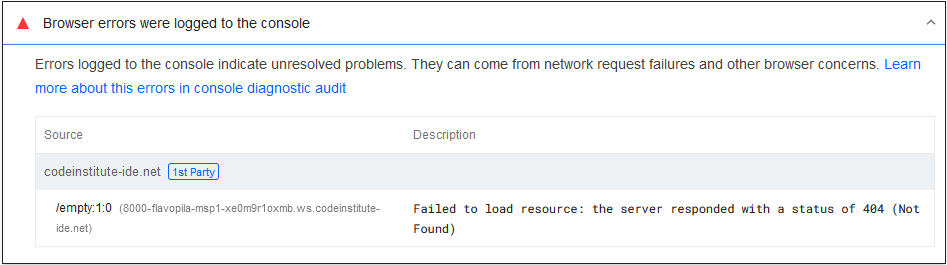 Browser errors were logged to the console
Errors logged to the console indicate unresolved problems. They can come from network request failures and other browser concerns. Learn
more about this errors in console diagnostic audit
Source Description
codeinstitute-ide.net 1st Party
/empty:1:0 (8000-flavopila-msp1-xe0m9r1oxmb.ws.codeinstitute-
ide.net)
Failed to load resource: the server responded with a status of 404 (Not
Found)